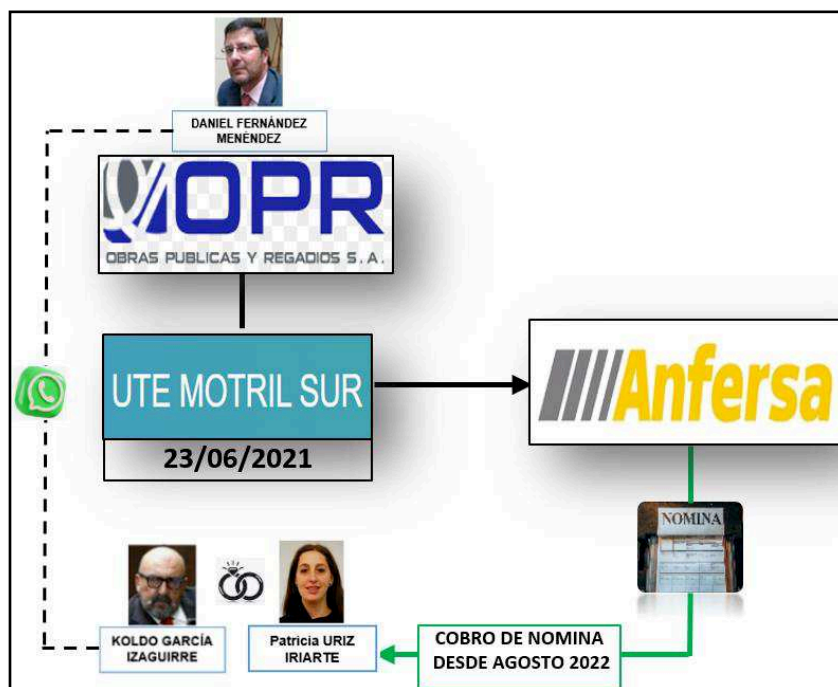 DANIEL FERNÁNDEZ
MENÉNDEZ
OPR
OBRAS PUBLICAS Y REGADIOS S.A.
UTE MOTRIL SUR
23/06/2021
Anfersa
NOMINA
KOLDO GARCÍA
IZAGUIRRE
Patricia URIZ
IRIARTE
COBRO DE NOMINA
DESDE AGOSTO 2022